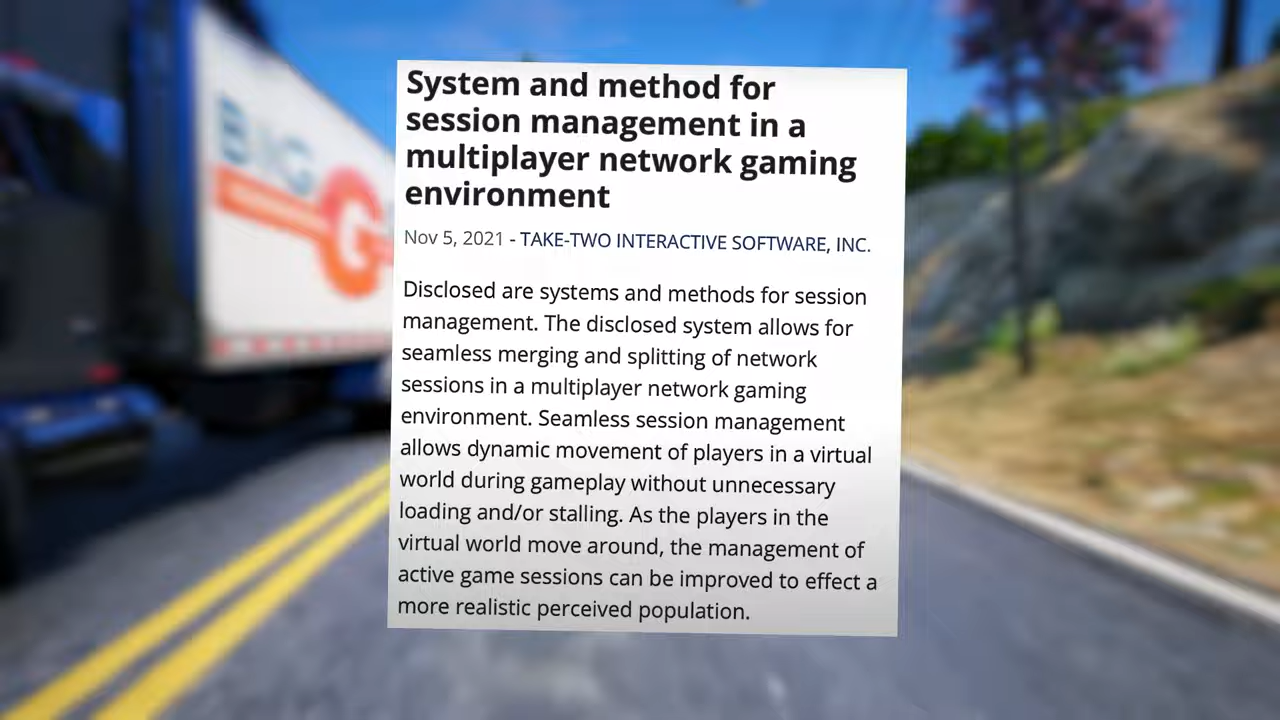 BIG G
System and method for
session management in a
multiplayer network gaming
environment
Nov 5, 2021 - TAKE-TWO INTERACTIVE SOFTWARE, INC.
Disclosed are systems and methods for session
management. The disclosed system allows for
seamless merging and splitting of network
sessions in a multiplayer network gaming
environment. Seamless session management
allows dynamic movement of players in a virtual
world during gameplay without unnecessary
loading and/or stalling. As the players in the
virtual world move around, the management of
active game sessions can be improved to effect a
more realistic perceived population.